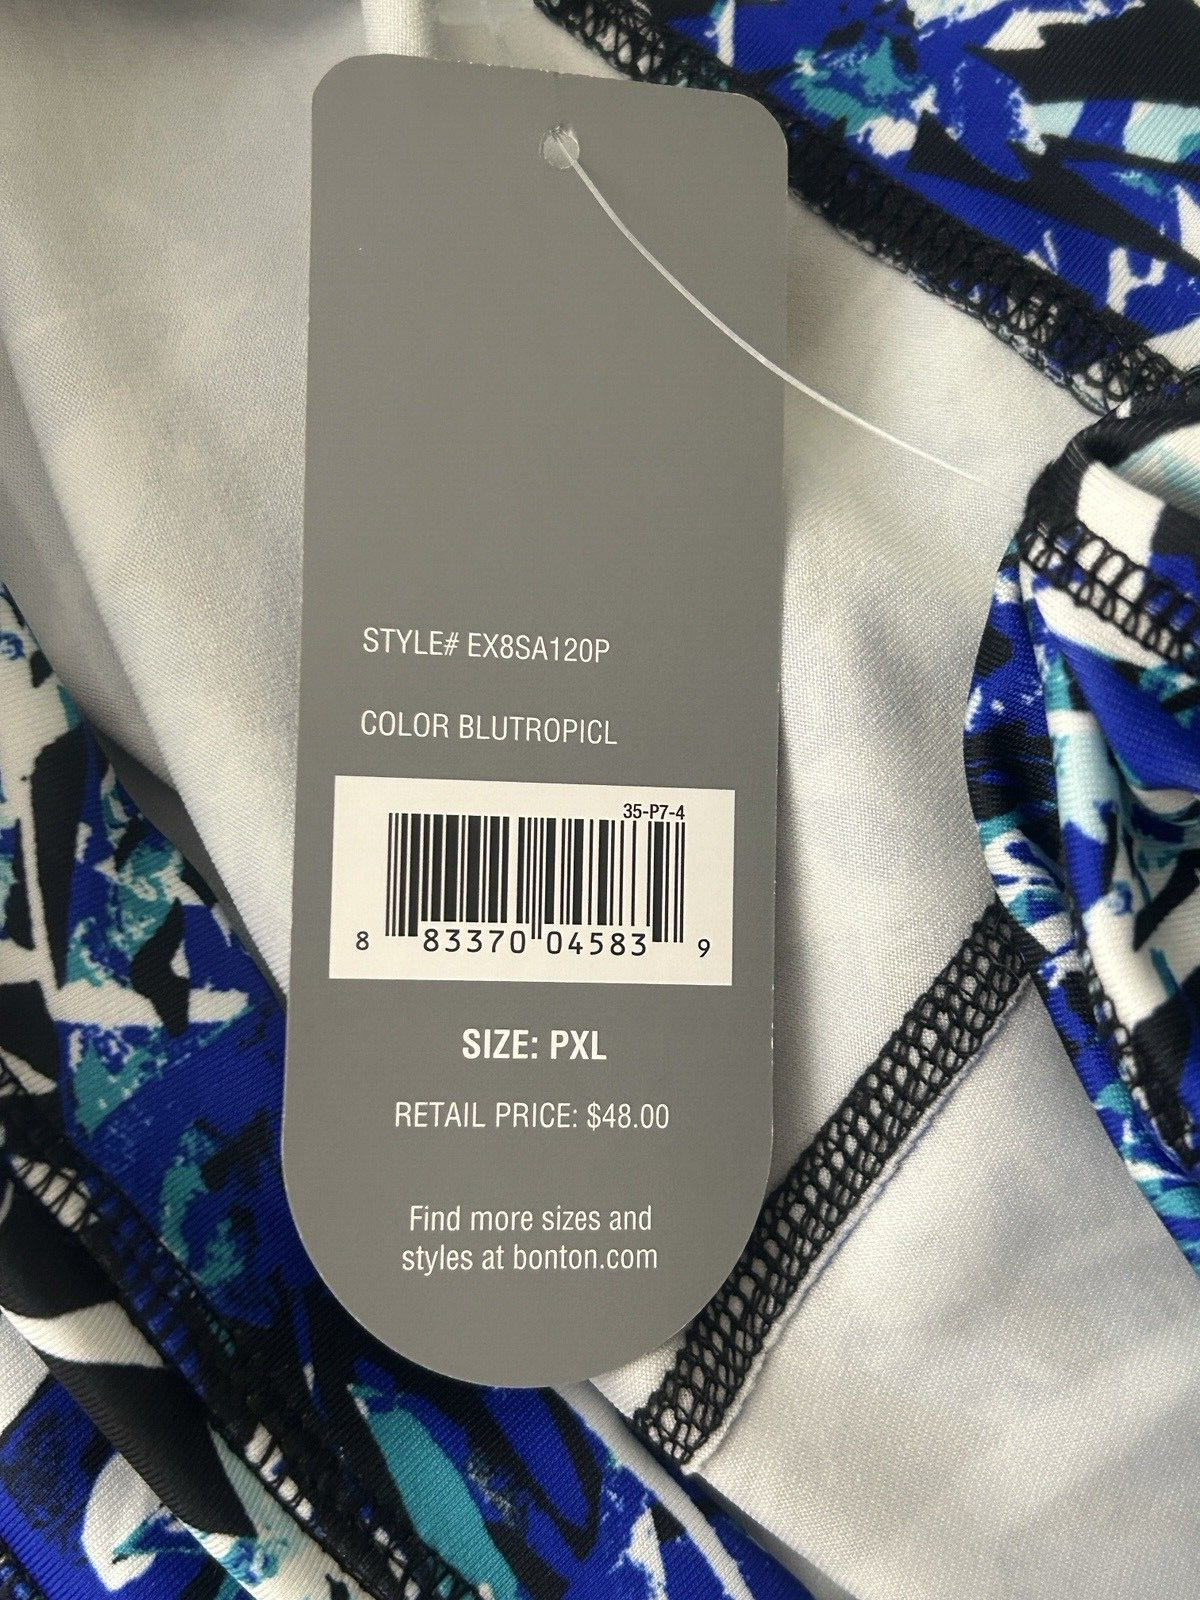 STYLE# EX8SA120P
COLOR BLUTROPICL
35-P7-4
8 83370 04583 9
SIZE: PXL
RETAIL PRICE: $48.00
Find more sizes and
styles at bonton.com